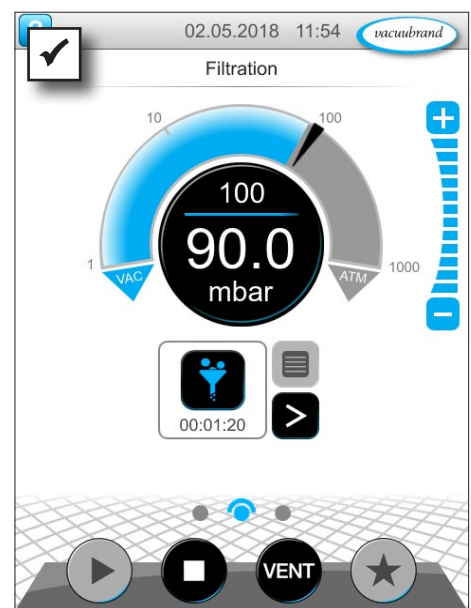 ?
02.05.2018 11:54
vacuubrand
Filtration
10
100
1
1000
VAC
ATM
100
90.0
mbar
00:01:20
VENT